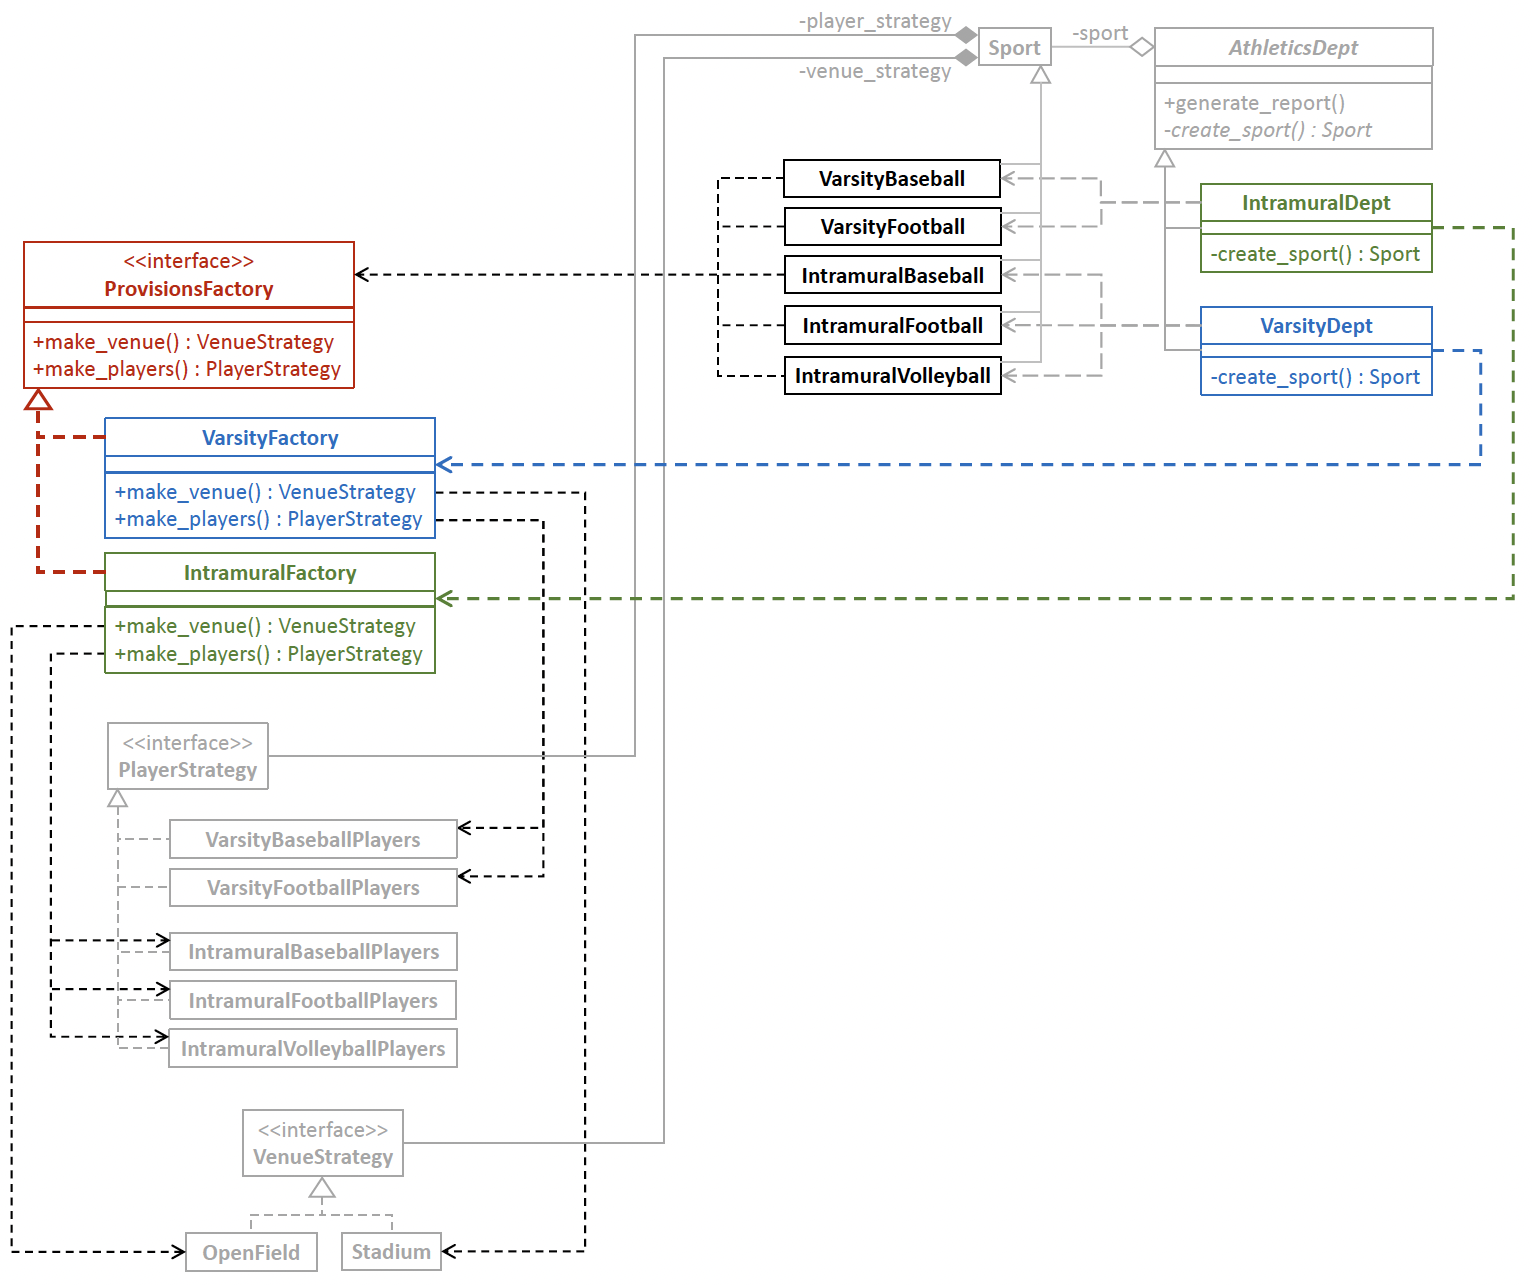 -player_strategy
-venue_strategy
Sport
-sport
AthleticsDept
+generate_report()
-create_sport() : Sport
VarsityBaseball
VarsityFootball
IntramuralBaseball
IntramuralFootball
IntramuralVolleyball
IntramuralDept
-create_sport() : Sport
VarsityDept
-create_sport() : Sport
<<interface>>
ProvisionsFactory
+make_venue() : VenueStrategy
+make_players() : PlayerStrategy
VarsityFactory
+make_venue() : VenueStrategy
+make_players() : PlayerStrategy
IntramuralFactory
+make_venue() : VenueStrategy
+make_players() : PlayerStrategy
<<interface>>
PlayerStrategy
VarsityBaseballPlayers
VarsityFootballPlayers
IntramuralBaseballPlayers
IntramuralFootballPlayers
IntramuralVolleyballPlayers
<<interface>>
VenueStrategy
OpenField
Stadium